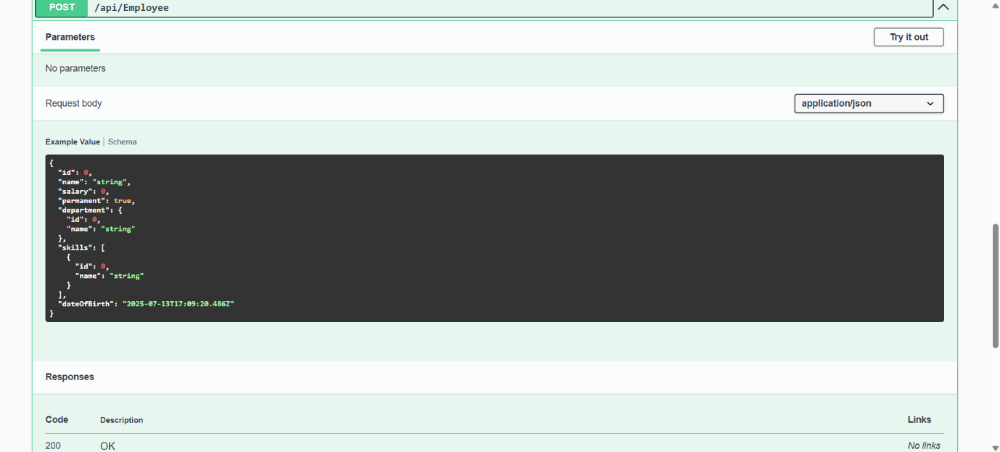 POST /api/Employee
Parameters Try it out
No parameters
Request body application/json
Example Value | Schema
{
  "id": 0,
  "name": "string",
  "salary": 0,
  "permanent": true,
  "department": {
    "id": 0,
    "name": "string"
  },
  "skills": [
    {
      "id": 0,
      "name": "string"
    }
  ],
  "dateOfBirth": "2025-07-13T17:09:20.486Z"
}
Responses
Code Description Links
200 OK No links